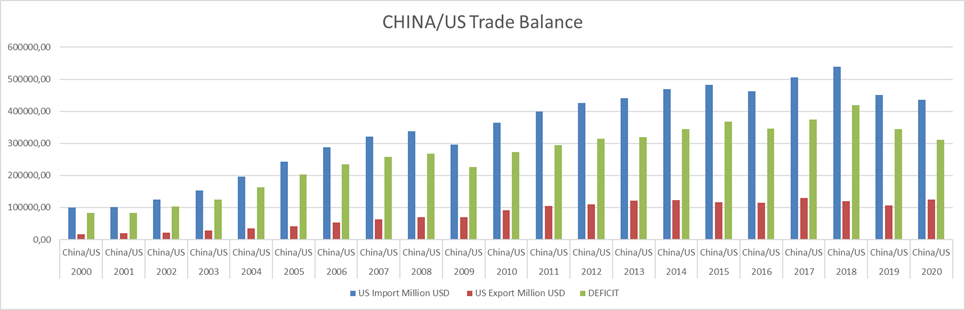 CHINA/US Trade Balance
600000,00
500000,00
400000,00
300000,00
200000,00
100000,00
0,00
China/US China/US China/US China/US China/US China/US China/US China/US China/US China/US China/US China/US China/US China/US China/US China/US China/US China/US China/US China/US China/US
2000 2001 2002 2003 2004 2005 2006 2007 2008 2009 2010 2011 2012 2013 2014 2015 2016 2017 2018 2019 2020
US Import Million USD US Export Million USD DEFICIT